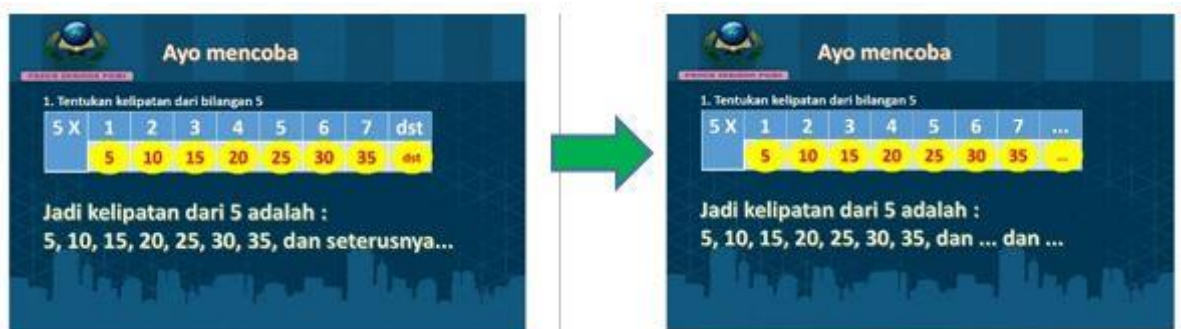 Ayo mencoba
1. Tentukan kelipatan dari bilangan 5
5 X 1 2 3 4 5 6 7 dst
5 10 15 20 25 30 35 dst
Jadi kelipatan dari 5 adalah :
5, 10, 15, 20, 25, 30, 35, dan seterusnya...
Ayo mencoba
1. Tentukan kelipatan dari bilangan 5
5 X 1 2 3 4 5 6 7 ...
5 10 15 20 25 30 35 ...
Jadi kelipatan dari 5 adalah :
5, 10, 15, 20, 25, 30, 35, dan ... dan ...